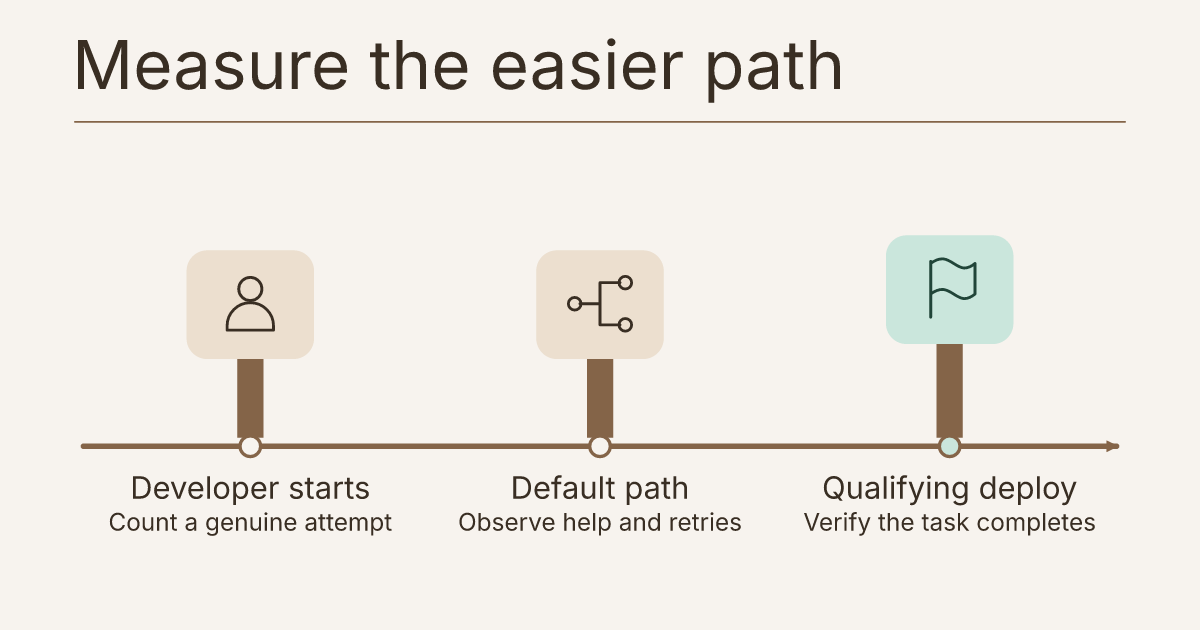 Measure the easier path
Developer starts
Count a genuine attempt
Default path
Observe help and retries
Qualifying deploy
Verify the task completes